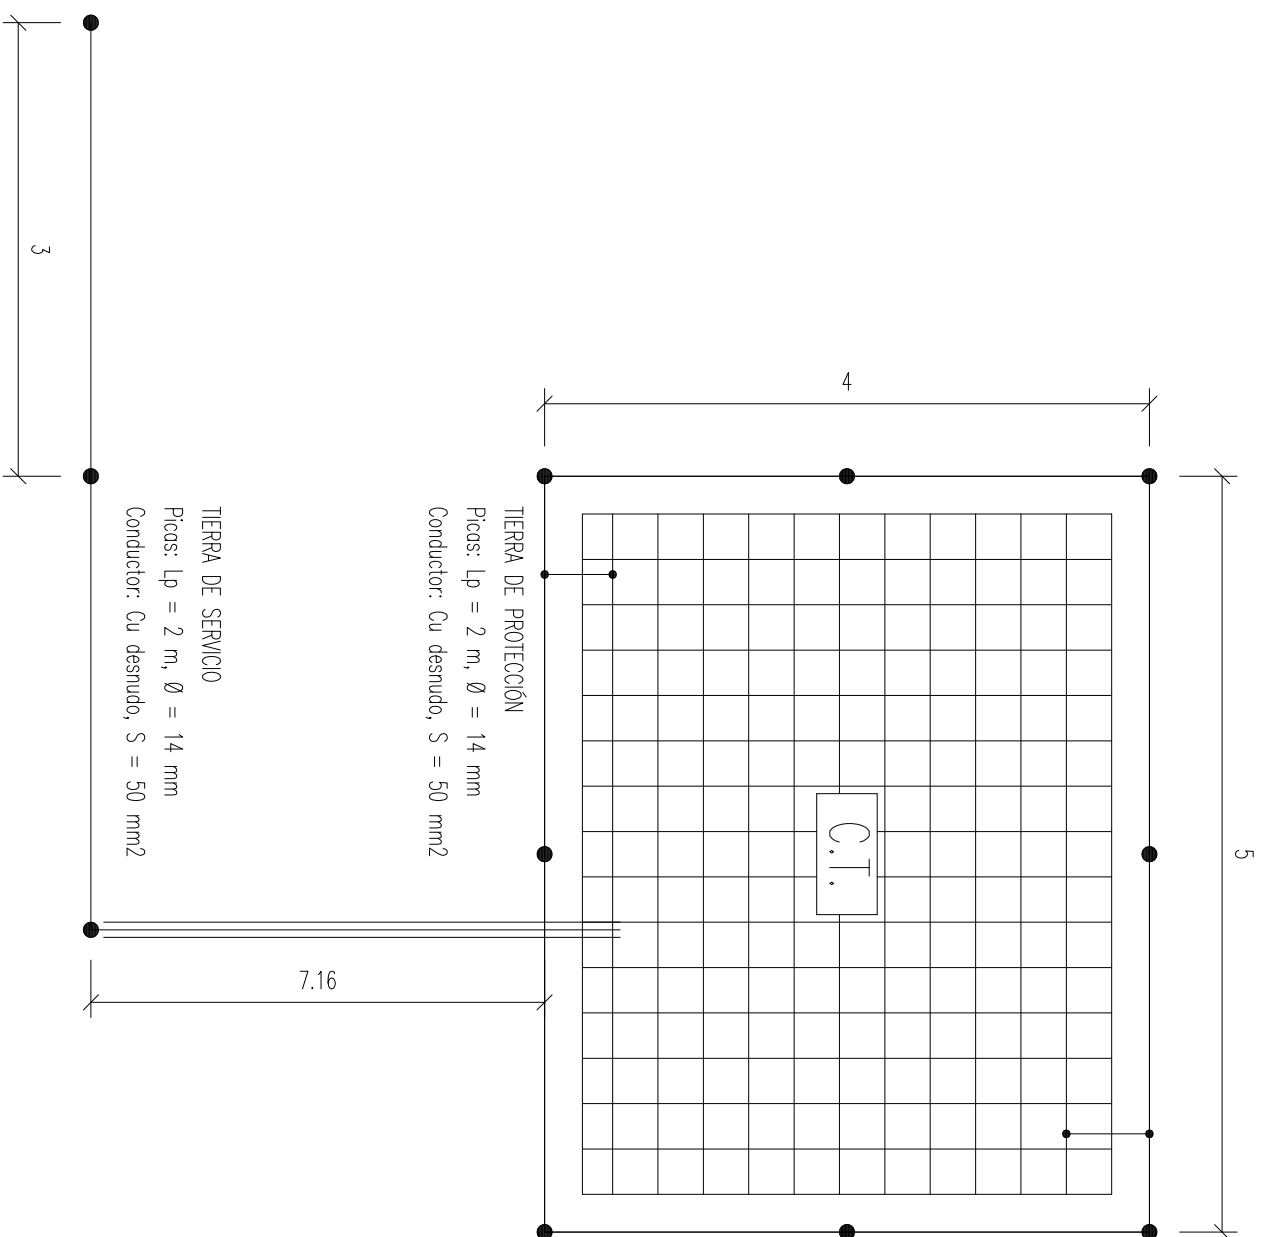 5
4
C.T.
TIERRA DE PROTECCIÓN
Picas: Lp = 2 m, Ø = 14 mm
Conductor: Cu desnudo, S = 50 mm2
7.16
TIERRA DE SERVICIO
Picas: Lp = 2 m, Ø = 14 mm
Conductor: Cu desnudo, S = 50 mm2
3